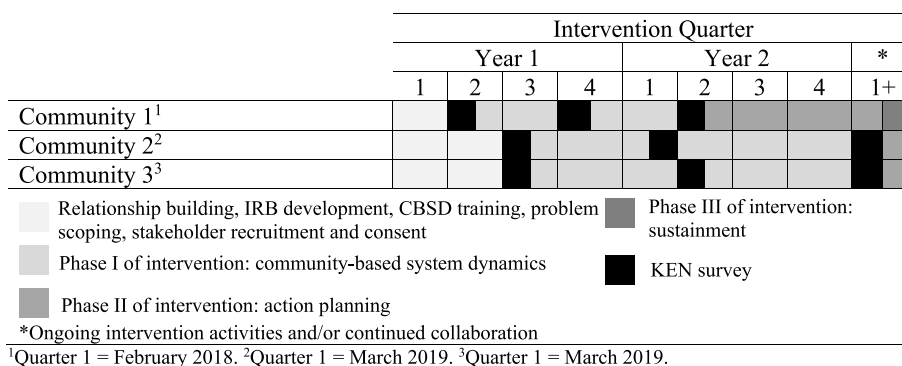 Intervention Quarter
Year 1 Year 2 *
1 2 3 4 1 2 3 4 1+
Community 1¹
Community 2²
Community 3³
Relationship building, IRB development, CBSD training, problem
scoping, stakeholder recruitment and consent
Phase I of intervention: community-based system dynamics
Phase II of intervention: action planning
Phase III of intervention:
sustainment
KEN survey
*Ongoing intervention activities and/or continued collaboration
¹Quarter 1 = February 2018. ²Quarter 1 = March 2019. ³Quarter 1 = March 2019.